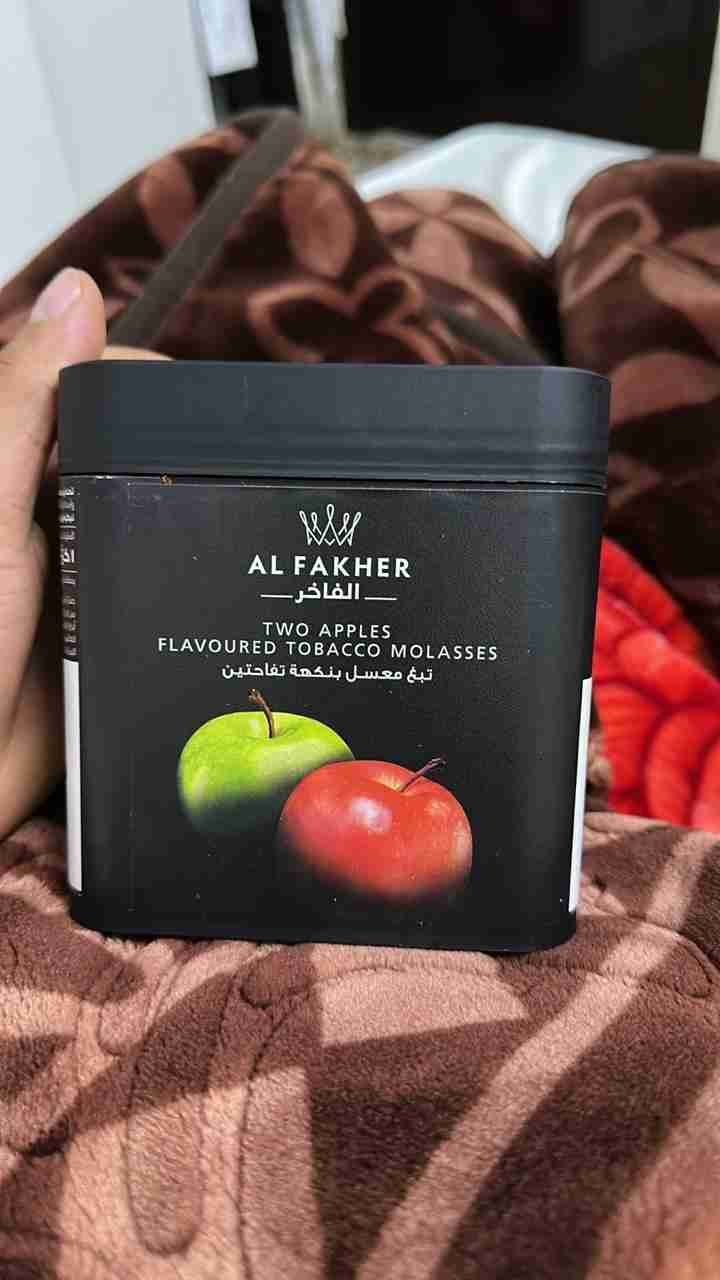 AL FAKHER
الفاخر
TWO APPLES
FLAVOURED TOBACCO MOLASSES
تبغ معسل بنكهة تفاحتين